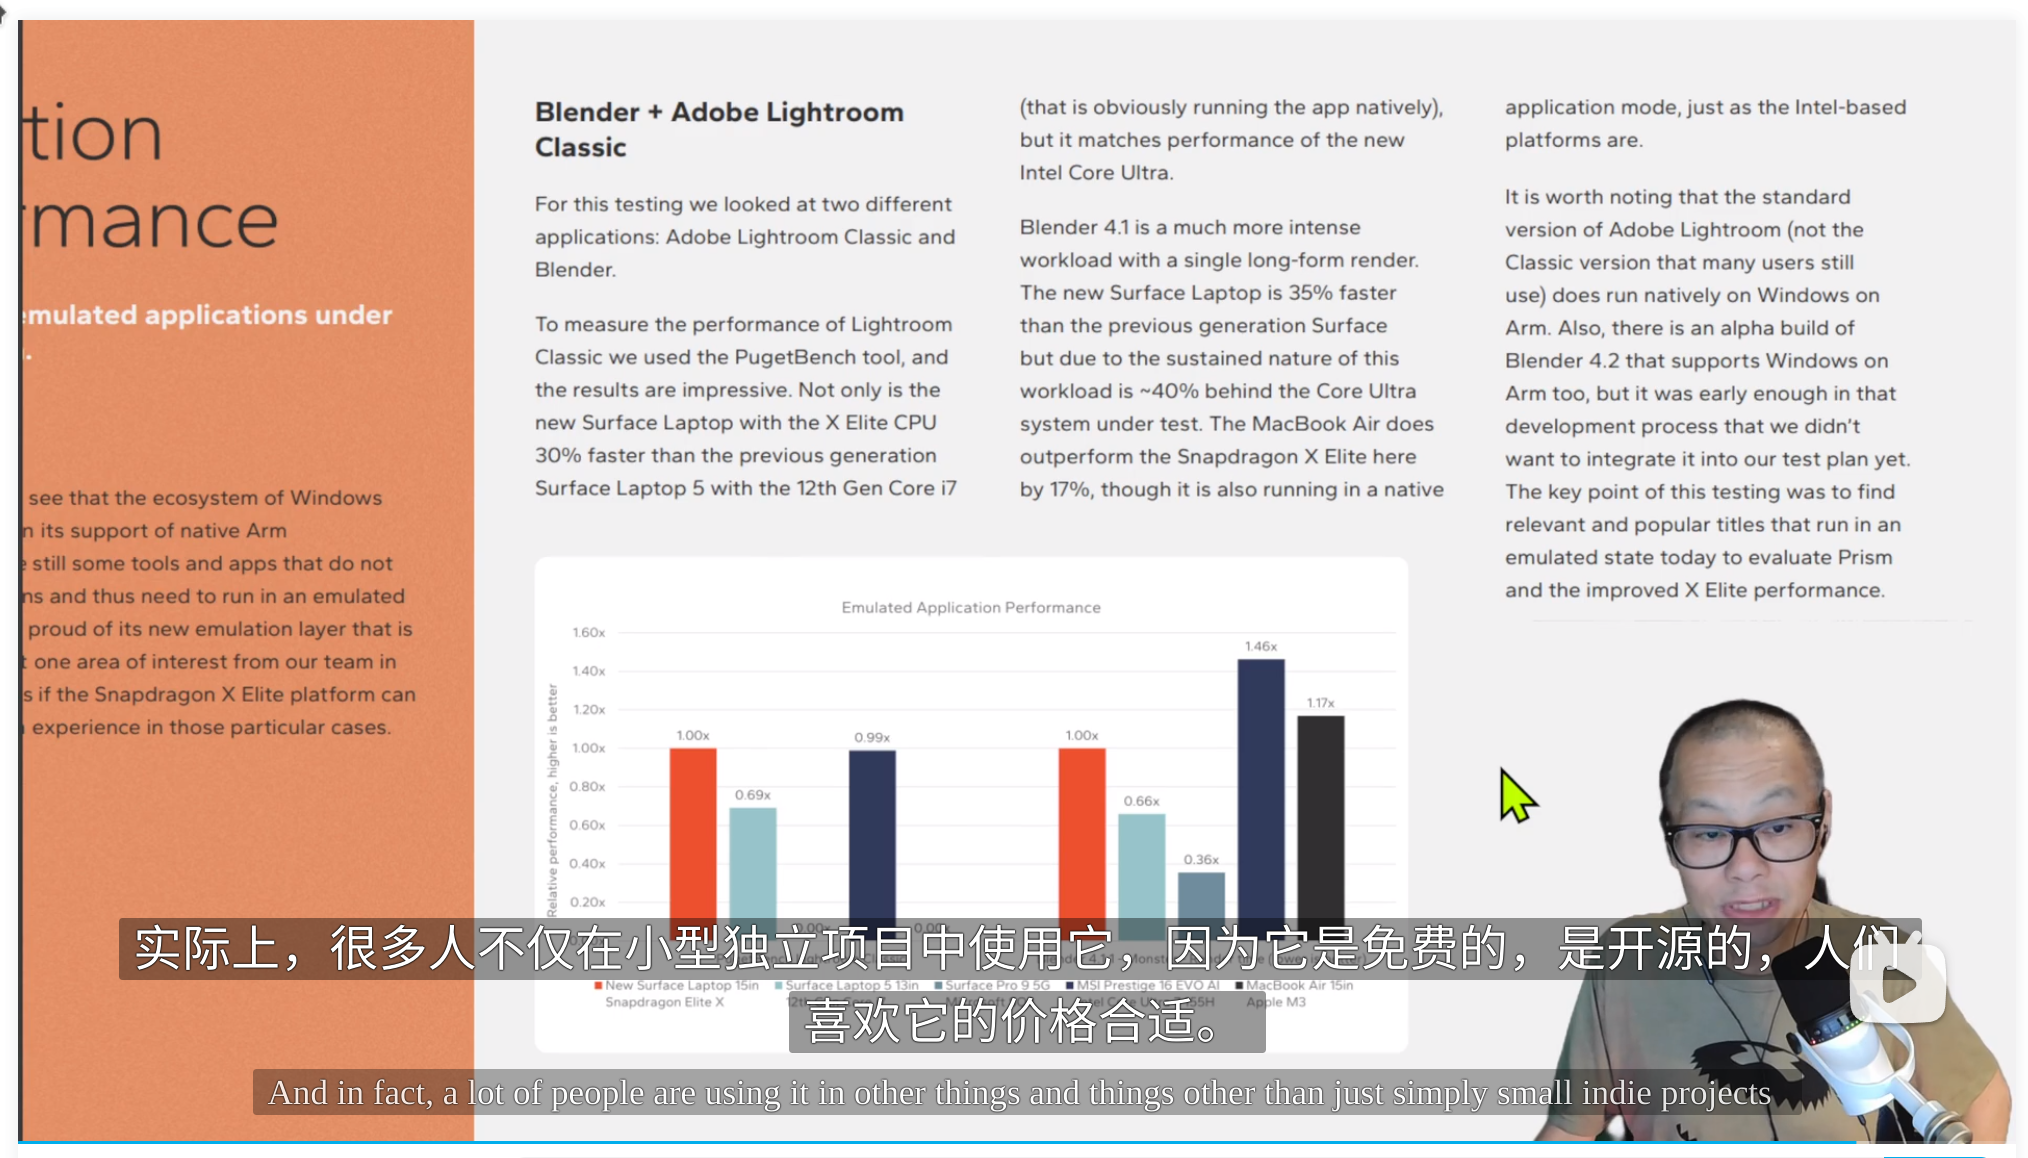 tion
rmance
emulated applications under
see that the ecosystem of Windows
n its support of native Arm
still some tools and apps that do not
ns and thus need to run in an emulated
proud of its new emulation layer that is
t one area of interest from our team in
s if the Snapdragon X Elite platform can
experience in those particular cases.
Blender + Adobe Lightroom
Classic
For this testing we looked at two different
applications: Adobe Lightroom Classic and
Blender.
To measure the performance of Lightroom
Classic we used the PugetBench tool, and
the results are impressive. Not only is the
new Surface Laptop with the X Elite CPU
30% faster than the previous generation
Surface Laptop 5 with the 12th Gen Core i7
(that is obviously running the app natively),
but it matches performance of the new
Intel Core Ultra.
Blender 4.1 is a much more intense
workload with a single long-form render.
The new Surface Laptop is 35% faster
than the previous generation Surface
but due to the sustained nature of this
workload is ~40% behind the Core Ultra
system under test. The MacBook Air does
outperform the Snapdragon X Elite here
by 17%, though it is also running in a native
application mode, just as the Intel-based
platforms are.
It is worth noting that the standard
version of Adobe Lightroom (not the
Classic version that many users still
use) does run natively on Windows on
Arm. Also, there is an alpha build of
Blender 4.2 that supports Windows on
Arm too, but it was early enough in that
development process that we didn't
want to integrate it into our test plan yet.
The key point of this testing was to find
relevant and popular titles that run in an
emulated state today to evaluate Prism
and the improved X Elite performance.
Emulated Application Performance
Relative performance, higher is better
1.60x
1.40x
1.20x
1.00x
0.80x
0.60x
0.40x
0.20x
1.00x
0.69x
0.00x
0.99x
0.00x
1.00x
0.66x
0.36x
1.46x
1.17x
New Surface Laptop 15in
Snapdragon Elite X
Surface Laptop 5 13in
Surface Pro 9 5G
MSI Prestige 16 EVO AI
MacBook Air 15in
Apple M3
实际上，很多人不仅在小型独立项目中使用它，因为它是免费的，是开源的，人们
喜欢它的价格合适。
And in fact, a lot of people are using it in other things and things other than just simply small indie projects